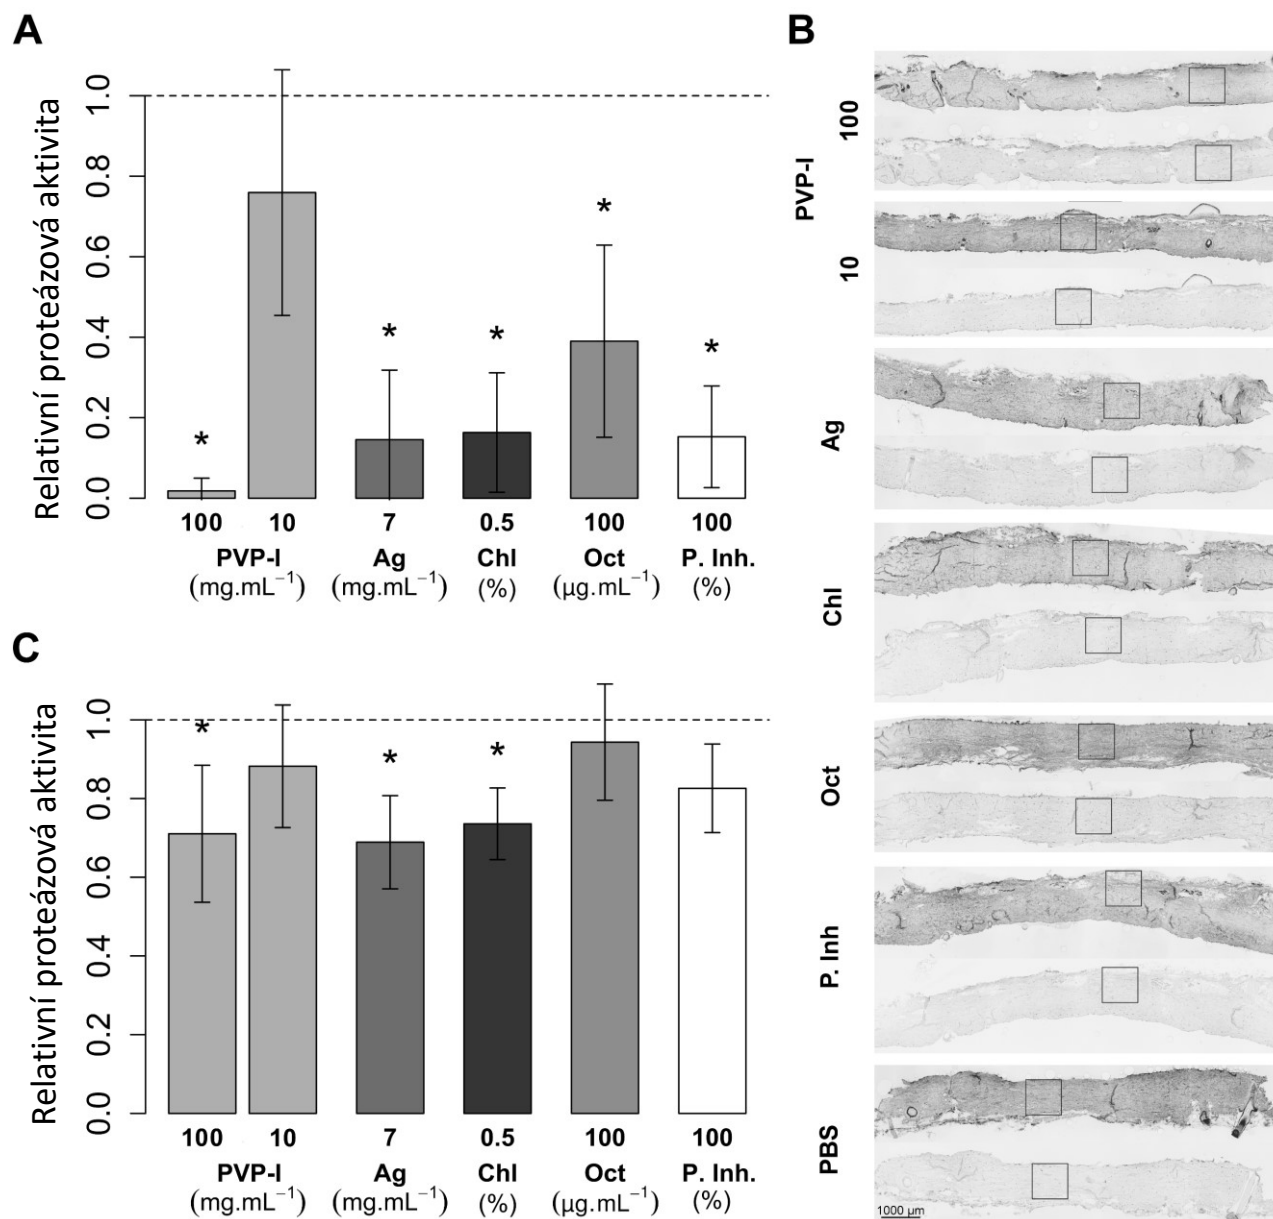 A
Relativní proteázová aktivita
1.0
0.8
0.6
0.4
0.2
0.0
*
*
*
*
*
100 10 7 0.5 100 100
PVP-I Ag Chl Oct P. Inh.
(mg.mL⁻¹) (mg.mL⁻¹) (%) (µg.mL⁻¹) (%)
B
PVP-I
100
10
Ag
Chl
Oct
P. Inh
PBS
1000 µm
C
Relativní proteázová aktivita
1.0
0.8
0.6
0.4
0.2
0.0
*
*
*
100 10 7 0.5 100 100
PVP-I Ag Chl Oct P. Inh.
(mg.mL⁻¹) (mg.mL⁻¹) (%) (µg.mL⁻¹) (%)